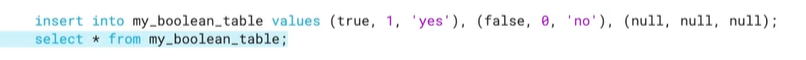 insert into my_boolean_table values (true, 1, 'yes'), (false, 0, 'no'), (null, null, null);
select * from my_boolean_table;